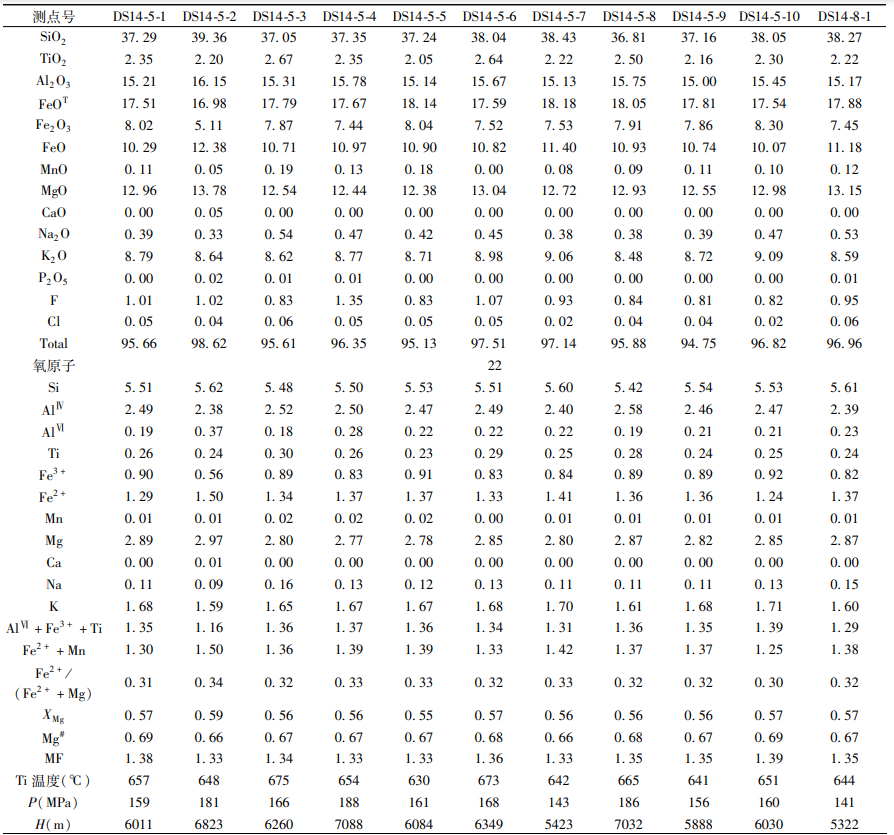 测点号 DS14-5-1 DS14-5-2 DS14-5-3 DS14-5-4 DS14-5-5 DS14-5-6 DS14-5-7 DS14-5-8 DS14-5-9 DS14-5-10 DS14-8-1
SiO₂ 37.29 39.36 37.05 37.35 37.24 38.04 38.43 36.81 37.16 38.05 38.27
TiO₂ 2.35 2.20 2.67 2.35 2.05 2.64 2.22 2.50 2.16 2.30 2.22
Al₂O₃ 15.21 16.15 15.31 15.78 15.14 15.67 15.13 15.75 15.00 15.45 15.17
FeOᵀ 17.51 16.98 17.79 17.67 18.14 17.59 18.18 18.05 17.81 17.54 17.88
Fe₂O₃ 8.02 5.11 7.87 7.44 8.04 7.52 7.53 7.91 7.86 8.30 7.45
FeO 10.29 12.38 10.71 10.97 10.90 10.82 11.40 10.93 10.74 10.07 11.18
MnO 0.11 0.05 0.19 0.13 0.18 0.00 0.08 0.09 0.11 0.10 0.12
MgO 12.96 13.78 12.54 12.44 12.38 13.04 12.72 12.93 12.55 12.98 13.15
CaO 0.00 0.05 0.00 0.00 0.00 0.00 0.00 0.00 0.00 0.00 0.00
Na₂O 0.39 0.33 0.54 0.47 0.42 0.45 0.38 0.38 0.39 0.47 0.53
K₂O 8.79 8.64 8.62 8.77 8.71 8.98 9.06 8.48 8.72 9.09 8.59
P₂O₅ 0.00 0.02 0.01 0.01 0.00 0.00 0.00 0.00 0.00 0.00 0.01
F 1.01 1.02 0.83 1.35 0.83 1.07 0.93 0.84 0.81 0.82 0.95
Cl 0.05 0.04 0.06 0.05 0.05 0.05 0.02 0.04 0.04 0.02 0.06
Total 95.66 98.62 95.61 96.35 95.13 97.51 97.14 95.88 94.75 96.82 96.96
氧原子 22
Si 5.51 5.62 5.48 5.50 5.53 5.51 5.60 5.42 5.54 5.53 5.61
Alᴵⱽ 2.49 2.38 2.52 2.50 2.47 2.49 2.40 2.58 2.46 2.47 2.39
Alⱽᴵ 0.19 0.37 0.18 0.28 0.22 0.22 0.22 0.19 0.21 0.21 0.23
Ti 0.26 0.24 0.30 0.26 0.23 0.29 0.25 0.28 0.24 0.25 0.24
Fe³⁺ 0.90 0.56 0.89 0.83 0.91 0.83 0.84 0.89 0.89 0.92 0.82
Fe²⁺ 1.29 1.50 1.34 1.37 1.37 1.33 1.41 1.36 1.36 1.24 1.37
Mn 0.01 0.01 0.02 0.02 0.02 0.00 0.01 0.01 0.01 0.01 0.01
Mg 2.89 2.97 2.80 2.77 2.78 2.85 2.80 2.87 2.82 2.85 2.87
Ca 0.00 0.01 0.00 0.00 0.00 0.00 0.00 0.00 0.00 0.00 0.00
Na 0.11 0.09 0.16 0.13 0.12 0.13 0.11 0.11 0.11 0.13 0.15
K 1.68 1.59 1.65 1.67 1.67 1.68 1.70 1.61 1.68 1.71 1.60
Alⱽᴵ + Fe³⁺ + Ti 1.35 1.16 1.36 1.37 1.36 1.34 1.31 1.36 1.35 1.39 1.29
Fe²⁺ + Mn 1.30 1.50 1.36 1.39 1.39 1.33 1.42 1.37 1.37 1.25 1.38
Fe²⁺/
(Fe²⁺ + Mg) 0.31 0.34 0.32 0.33 0.33 0.32 0.33 0.32 0.32 0.30 0.32
X_Mg 0.57 0.59 0.56 0.56 0.55 0.57 0.56 0.56 0.56 0.57 0.57
Mg# 0.69 0.66 0.67 0.67 0.67 0.68 0.66 0.68 0.67 0.69 0.67
MF 1.38 1.33 1.34 1.33 1.33 1.36 1.33 1.35 1.35 1.39 1.35
Ti 温度(℃) 657 648 675 654 630 673 642 665 641 651 644
P(MPa) 159 181 166 188 161 168 143 186 156 160 141
H(m) 6011 6823 6260 7088 6084 6349 5423 7032 5888 6030 5322